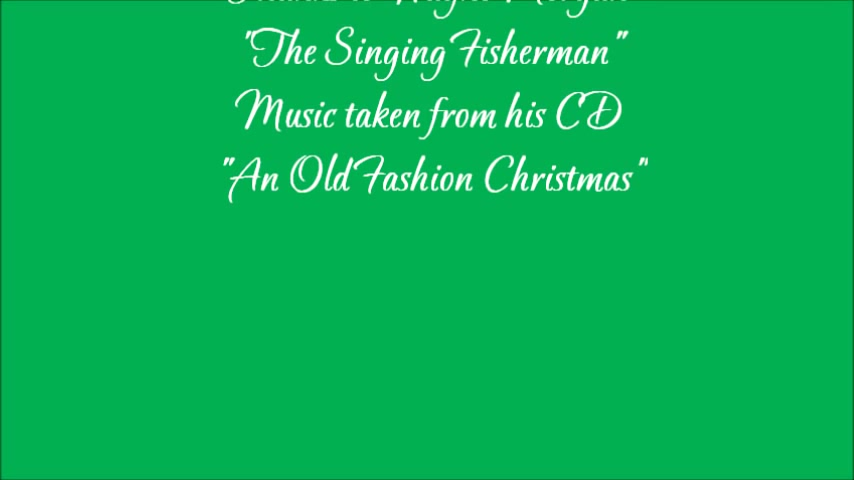 "The Singing Fisherman"
Music taken from his CD
"An Old Fashion Christmas"